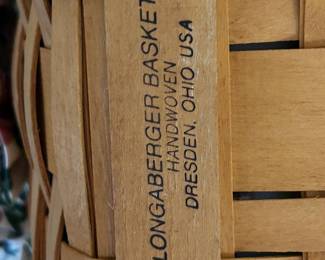 LONGABERGER BASKET
HANDWOVEN
DRESDEN, OHIO USA